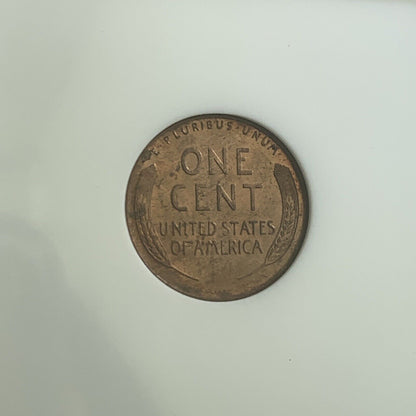 E · PLURIBUS · UNUM
ONE
CENT
UNITED STATES
OF AMERICA